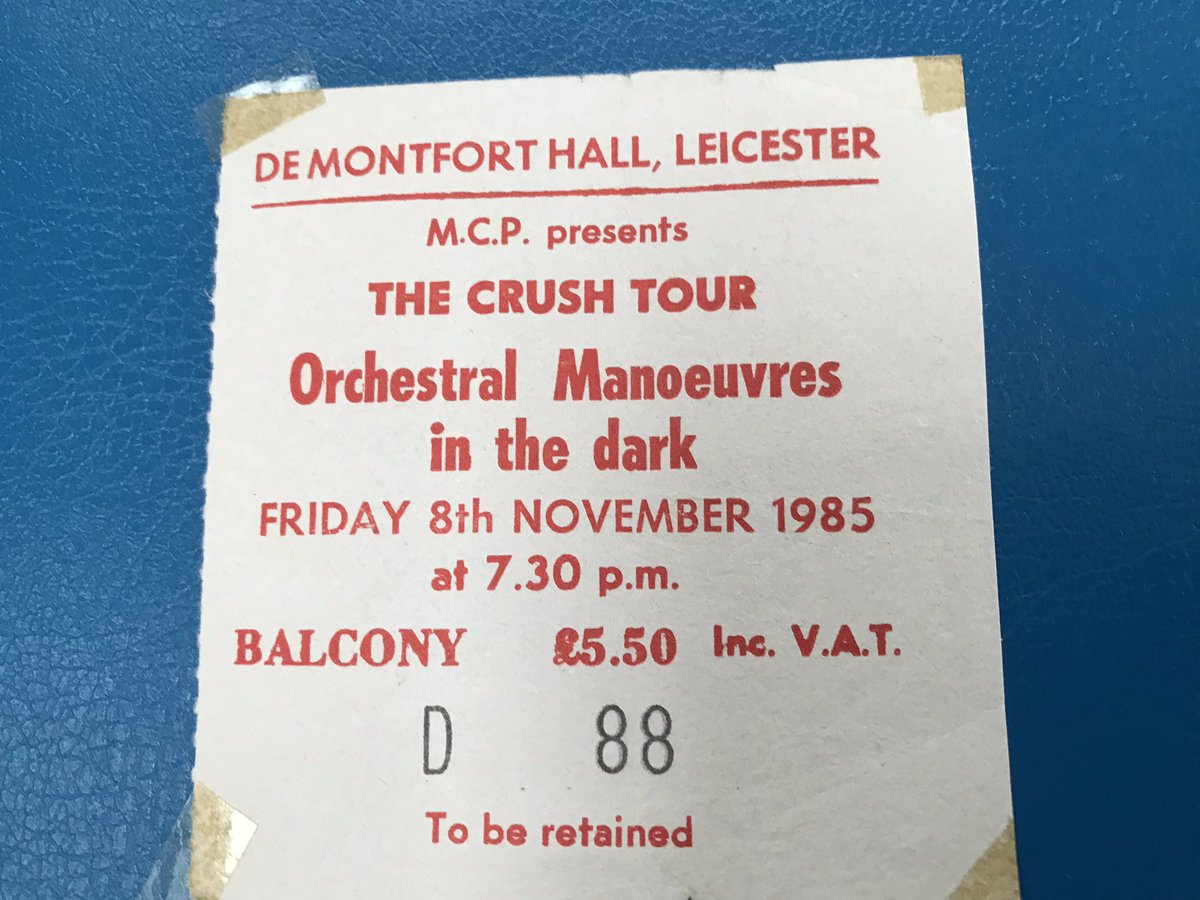 DE MONTFORT HALL, LEICESTER
M.C.P. presents
THE CRUSH TOUR
Orchestral Manoeuvres
in the dark
FRIDAY 8th NOVEMBER 1985
at 7.30 p.m.
BALCONY £5.50 Inc. V.A.T.
D 88
To be retained